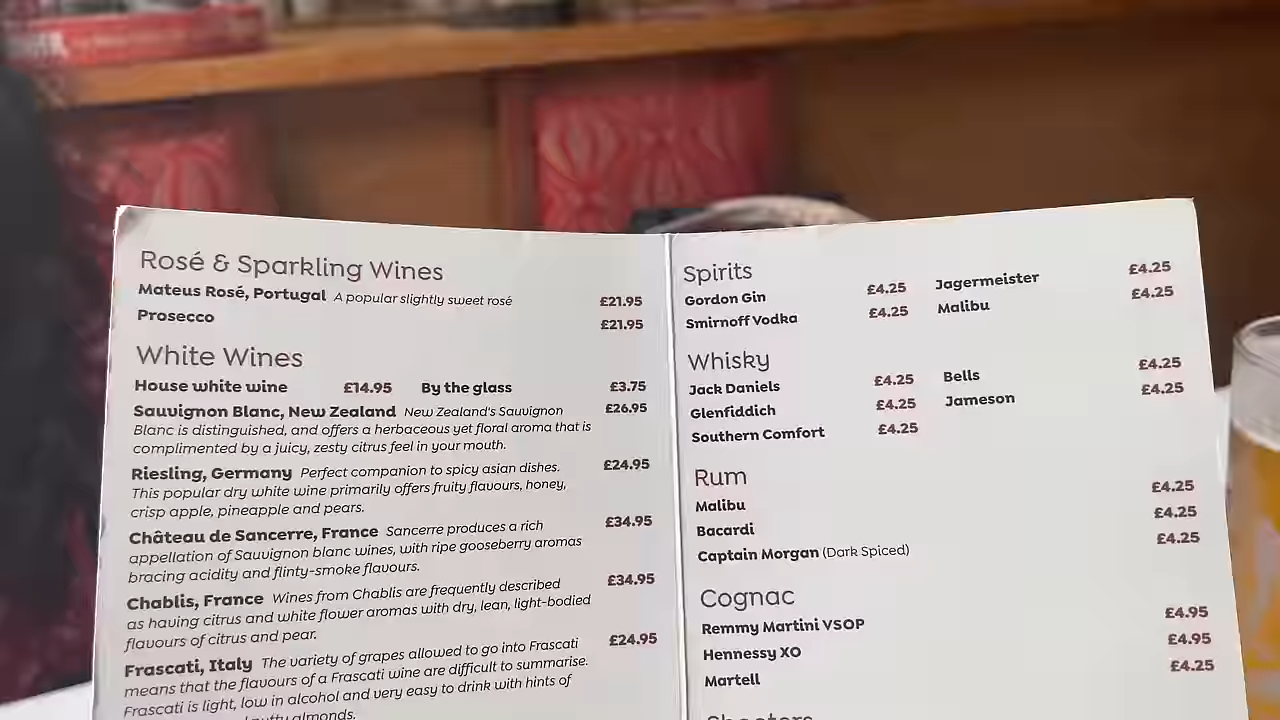 Rosé & Sparkling Wines
Mateus Rosé, Portugal A popular slightly sweet rosé £21.95
Prosecco £21.95
White Wines
House white wine £14.95 By the glass £3.75
Sauvignon Blanc, New Zealand New Zealand's Sauvignon £26.95
Blanc is distinguished, and offers a herbaceous yet floral aroma that is
complimented by a juicy, zesty citrus feel in your mouth.
Riesling, Germany Perfect companion to spicy asian dishes. £24.95
This popular dry white wine primarily offers fruity flavours, honey,
crisp apple, pineapple and pears.
Château de Sancerre, France Sancerre produces a rich £34.95
appellation of Sauvignon blanc wines, with ripe gooseberry aromas
bracing acidity and flinty-smoke flavours.
Chablis, France Wines from Chablis are frequently described £34.95
as having citrus and white flower aromas with dry, lean, light-bodied
flavours of citrus and pear.
Frascati, Italy The variety of grapes allowed to go into Frascati £24.95
means that the flavours of a Frascati wine are difficult to summarise.
Frascati is light, low in alcohol and very easy to drink with hints of
almonds.
Spirits
Gordon Gin £4.25 Jagermeister £4.25
Smirnoff Vodka £4.25 Malibu £4.25
Whisky
Jack Daniels £4.25 Bells £4.25
Glenfiddich £4.25 Jameson £4.25
Southern Comfort £4.25
Rum
Malibu £4.25
Bacardi £4.25
Captain Morgan (Dark Spiced) £4.25
Cognac
Remmy Martini VSOP £4.95
Hennessy XO £4.95
Martell £4.25